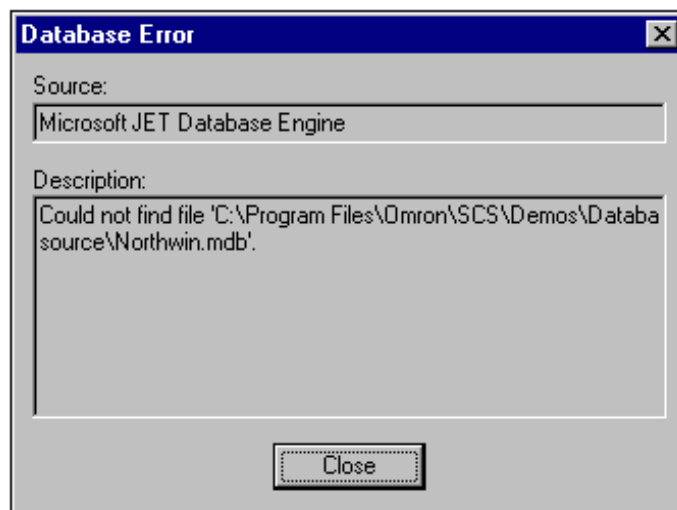 Database Error
Source:
Microsoft JET Database Engine
Description:
Could not find file 'C:\Program Files\Omron\SCS\Demos\Databa
source\Northwin.mdb'.
Close